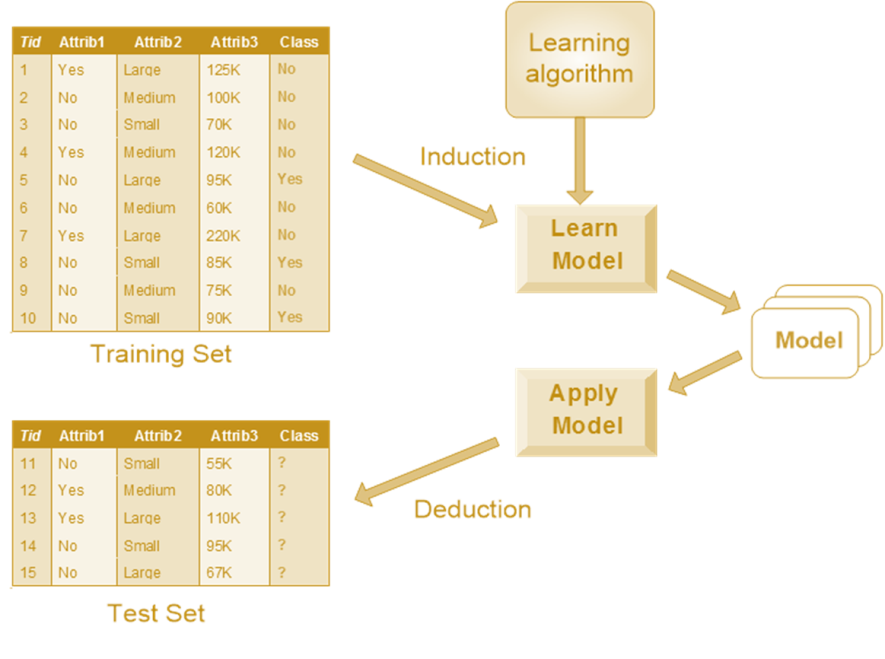 Tid Attrib1 Attrib2 Attrib3 Class
1 Yes Large 125K No
2 No Medium 100K No
3 No Small 70K No
4 Yes Medium 120K No
5 No Large 95K Yes
6 No Medium 60K No
7 Yes Large 220K No
8 No Small 85K Yes
9 No Medium 75K No
10 No Small 90K Yes
Training Set
Learning
algorithm
Induction
Learn
Model
Model
Apply
Model
Deduction
Tid Attrib1 Attrib2 Attrib3 Class
11 No Small 55K ?
12 Yes Medium 80K ?
13 Yes Large 110K ?
14 No Small 95K ?
15 No Large 67K ?
Test Set